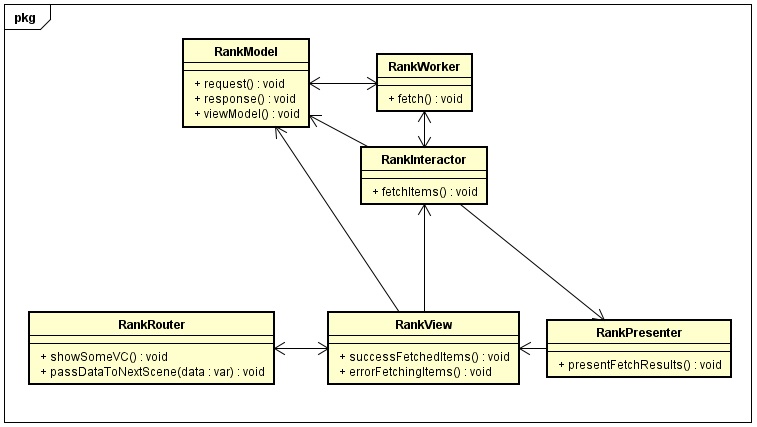 pkg
RankModel
+ request() : void
+ response() : void
+ viewModel() : void
RankWorker
+ fetch() : void
RankInteractor
+ fetchItems() : void
RankRouter
+ showSomeVC() : void
+ passDataToNextScene(data : var) : void
RankView
+ successFetchedItems() : void
+ errorFetchingItems() : void
RankPresenter
+ presentFetchResults() : void